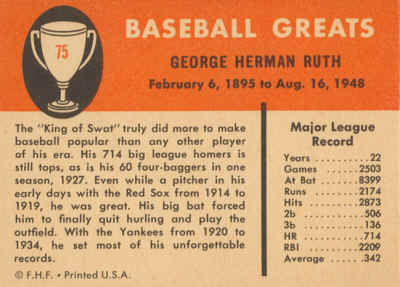 75
BASEBALL GREATS
GEORGE HERMAN RUTH
February 6, 1895 to Aug. 16, 1948
The "King of Swat" truly did more to make
baseball popular than any other player
of his era. His 714 big league homers is
still tops, as is his 60 four-baggers in one
season, 1927. Even while a pitcher in his
early days with the Red Sox from 1914 to
1919, he was great. His big bat forced
him to finally quit hurling and play the
outfield. With the Yankees from 1920 to
1934, he set most of his unforgettable
records.
© F.H.F. • Printed U.S.A.
Major League
Record
Years ........... 22
Games ........ 2503
At Bat ........ 8399
Runs ......... 2174
Hits .......... 2873
2b ............ 506
3b ............ 136
HR ............ 714
RBI .......... 2209
Average ....... .342